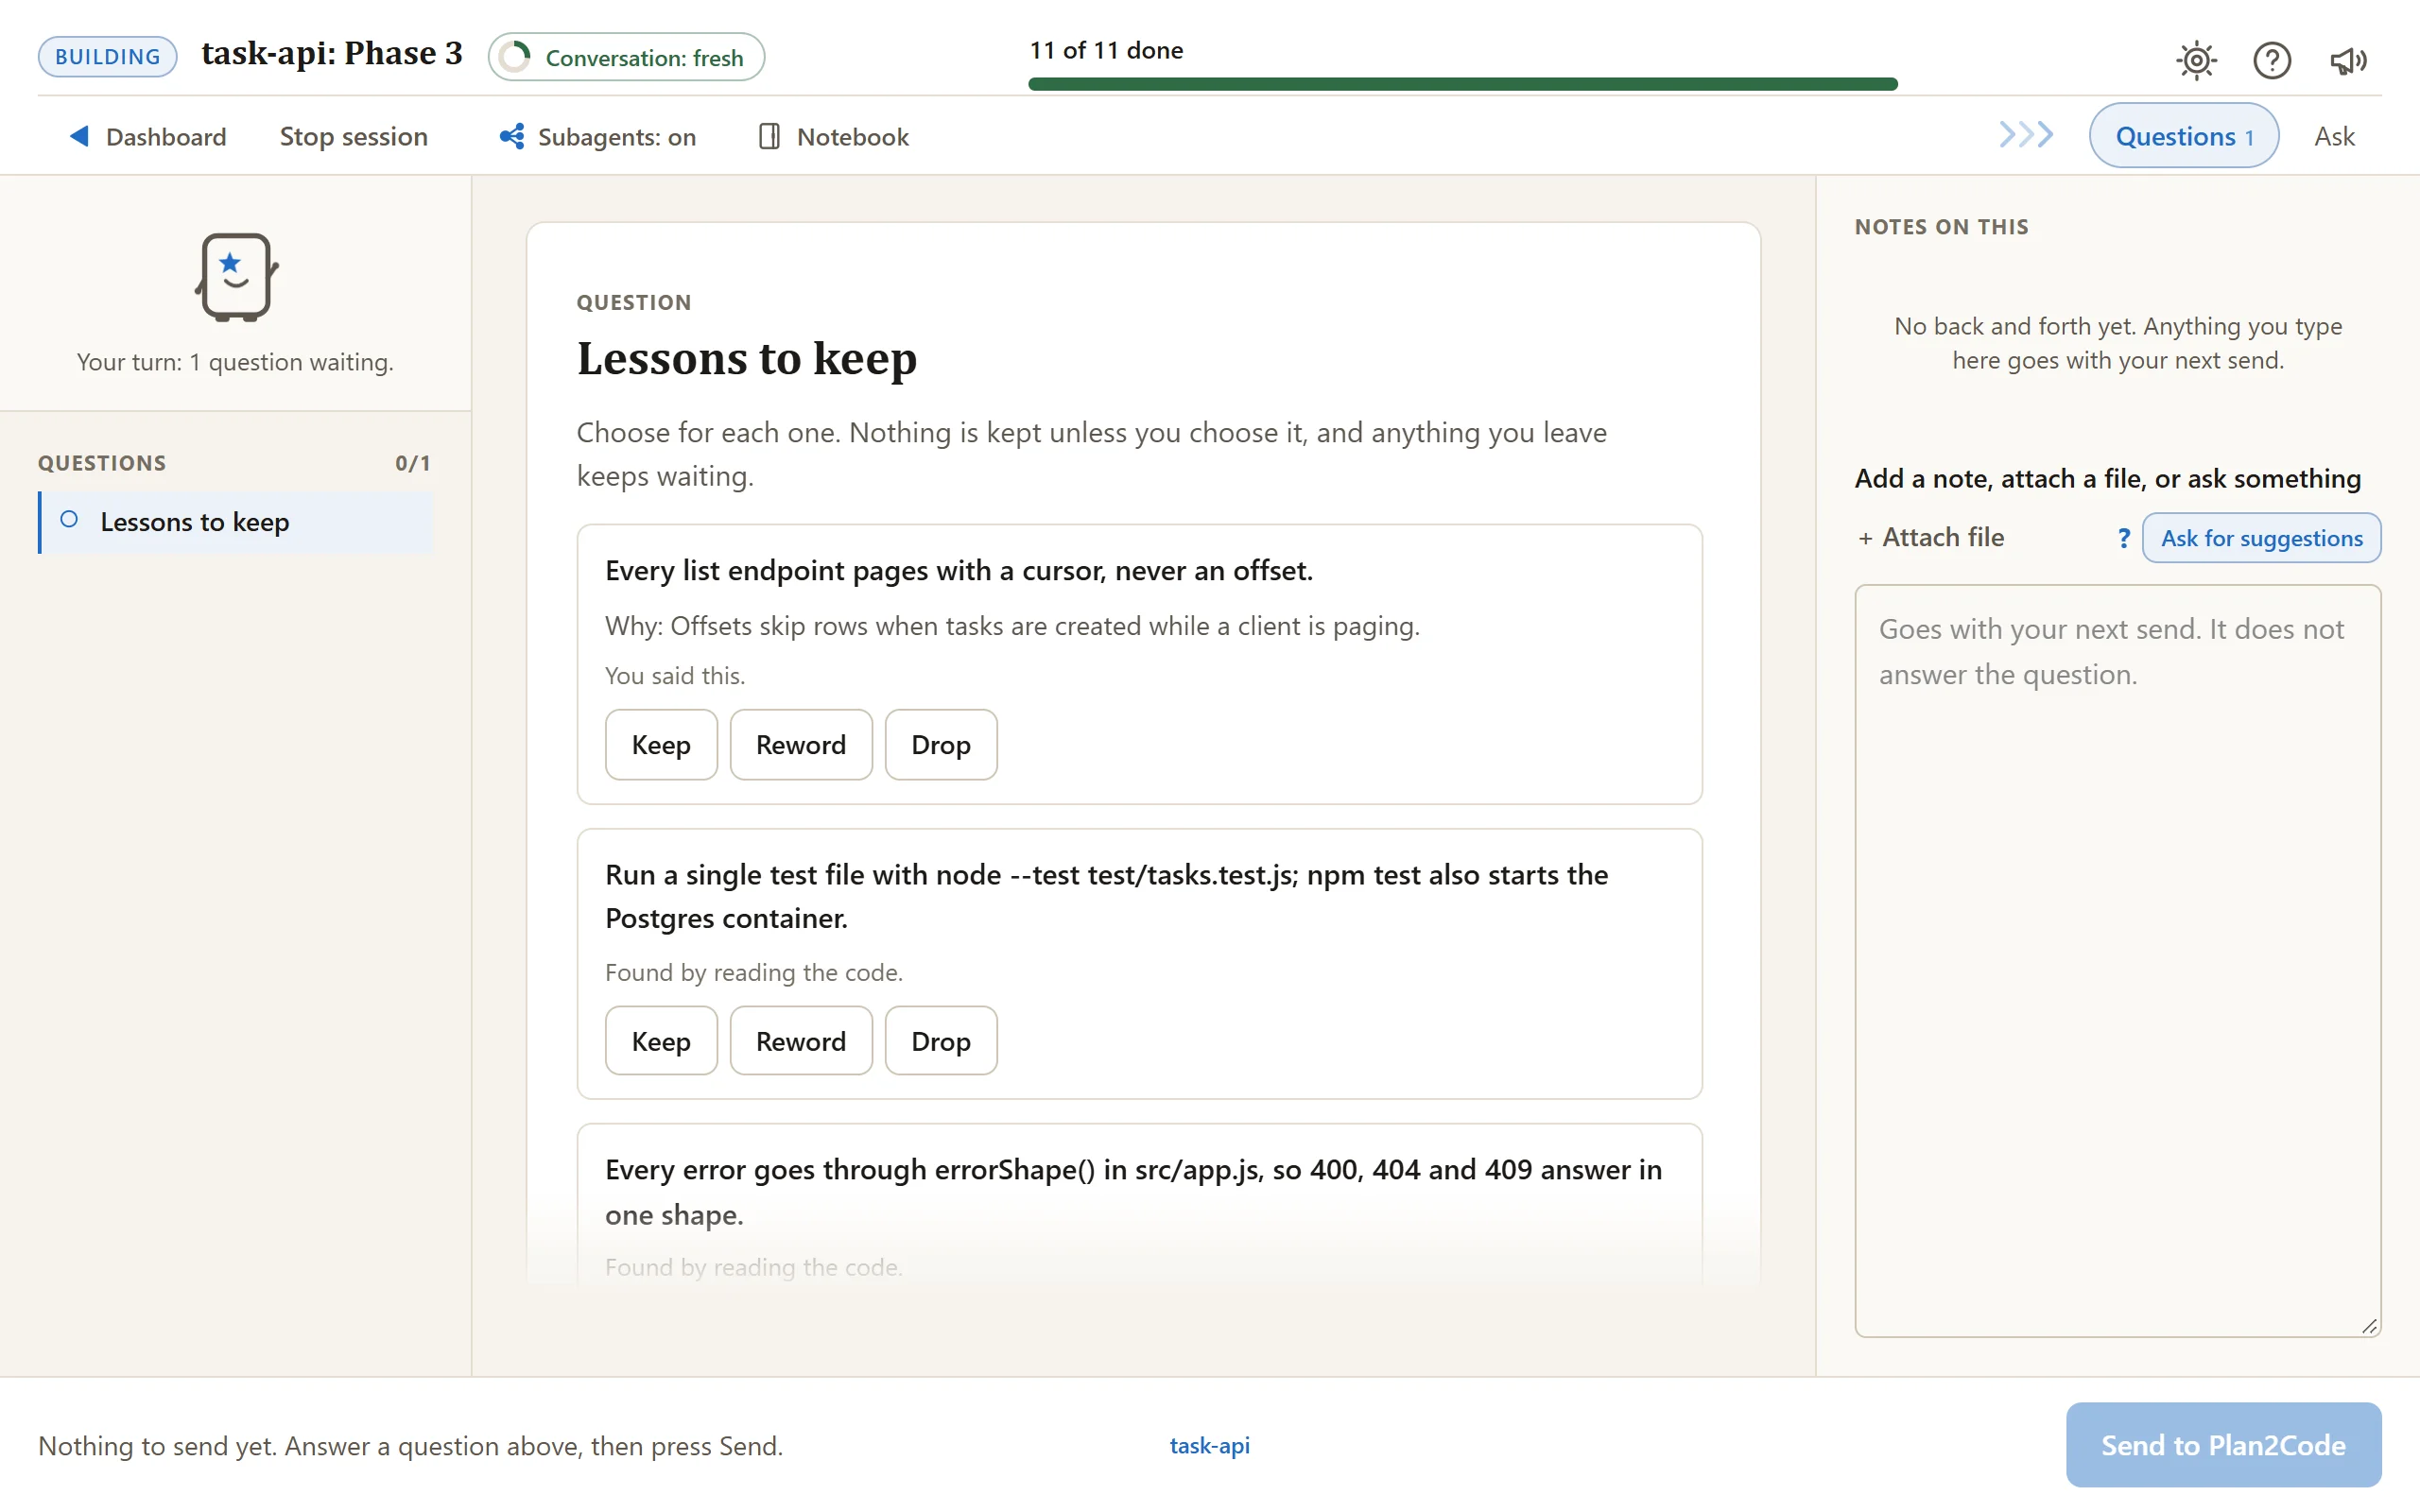 BUILDING
task-api: Phase 3
Conversation: fresh
11 of 11 done
Dashboard
Stop session
Subagents: on
Notebook
Questions 1
Ask
Your turn: 1 question waiting.
QUESTIONS 0/1
Lessons to keep
QUESTION
Lessons to keep
Choose for each one. Nothing is kept unless you choose it, and anything you leave
keeps waiting.
Every list endpoint pages with a cursor, never an offset.
Why: Offsets skip rows when tasks are created while a client is paging.
You said this.
Keep
Reword
Drop
Run a single test file with node --test test/tasks.test.js; npm test also starts the
Postgres container.
Found by reading the code.
Keep
Reword
Drop
Every error goes through errorShape() in src/app.js, so 400, 404 and 409 answer in
one shape.
Found by reading the code.
NOTES ON THIS
No back and forth yet. Anything you type
here goes with your next send.
Add a note, attach a file, or ask something
+ Attach file
? Ask for suggestions
Goes with your next send. It does not
answer the question.
Nothing to send yet. Answer a question above, then press Send.
task-api
Send to Plan2Code